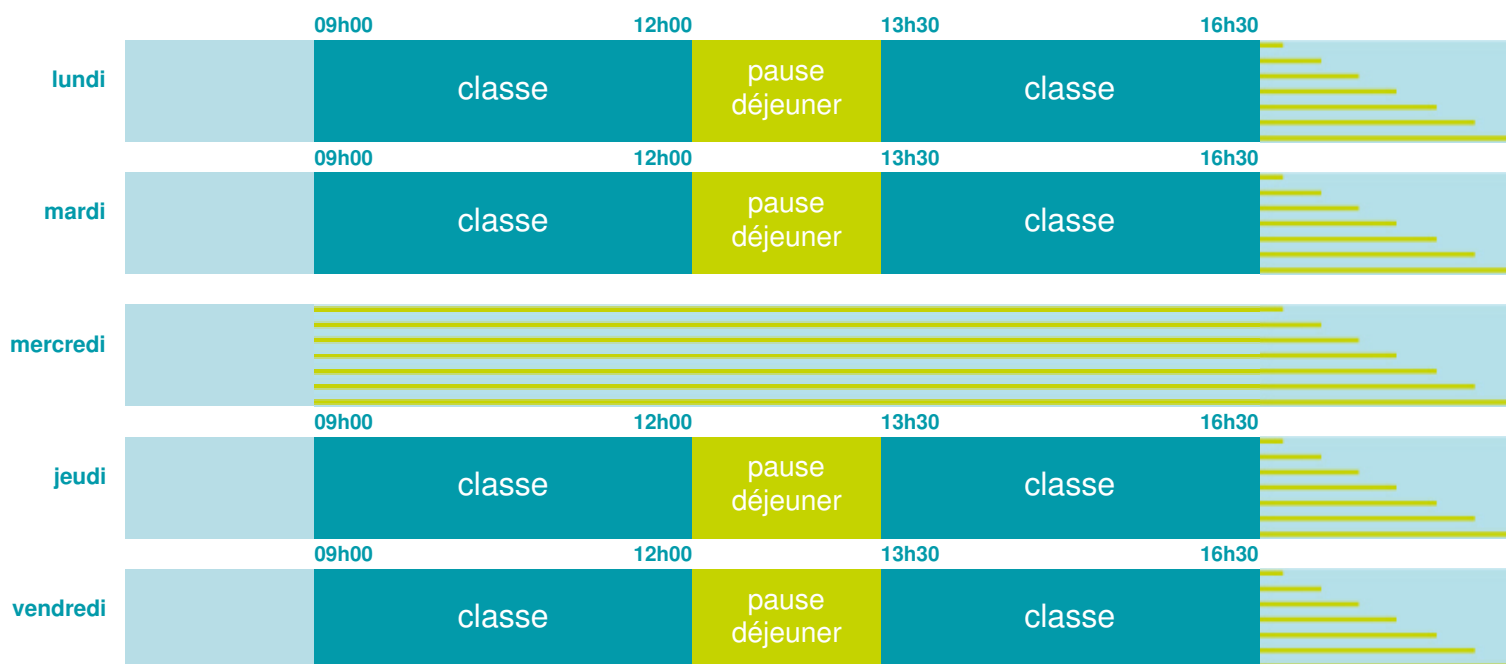 09h00 12h00 13h30 16h30
lundi classe pause déjeuner classe
09h00 12h00 13h30 16h30
mardi classe pause déjeuner classe
mercredi
09h00 12h00 13h30 16h30
jeudi classe pause déjeuner classe
09h00 12h00 13h30 16h30
vendredi classe pause déjeuner classe